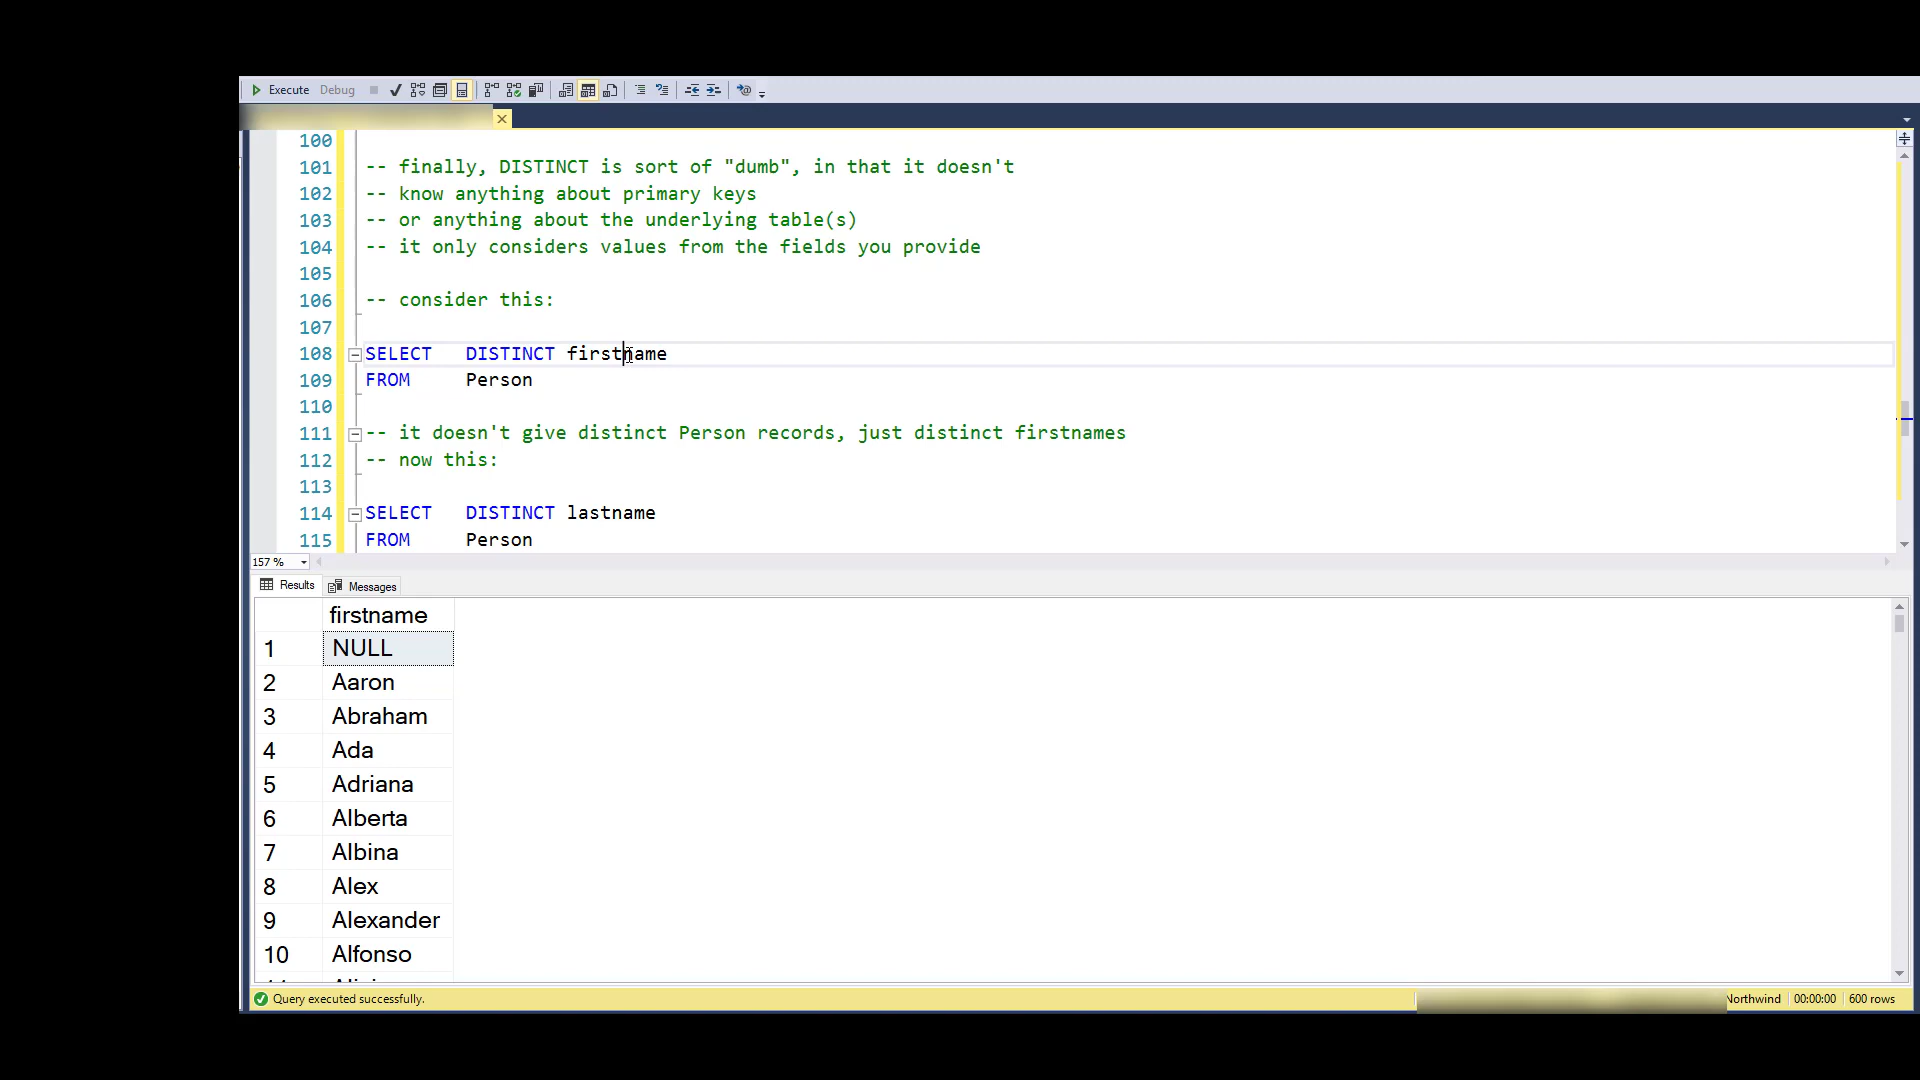 Execute Debug
100
101 -- finally, DISTINCT is sort of "dumb", in that it doesn't
102 -- know anything about primary keys
103 -- or anything about the underlying table(s)
104 -- it only considers values from the fields you provide
105
106 -- consider this:
107
108 SELECT DISTINCT firstname
109 FROM Person
110
111 -- it doesn't give distinct Person records, just distinct firstnames
112 -- now this:
113
114 SELECT DISTINCT lastname
115 FROM Person
157 %
Results Messages
firstname
1 NULL
2 Aaron
3 Abraham
4 Ada
5 Adriana
6 Alberta
7 Albina
8 Alex
9 Alexander
10 Alfonso
Query executed successfully. Northwind 00:00:00 600 rows